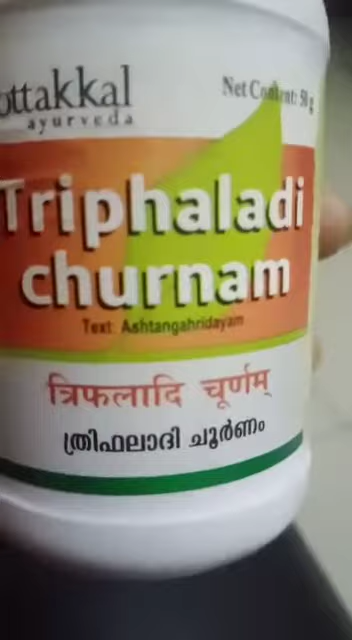 ottakkal
ayurveda
Net Content: 50 g
Triphaladi
churnam
Text: Ashtangahridayam
त्रिफलादि चूर्णम्
ത്രിഫലാദി ചൂർണം